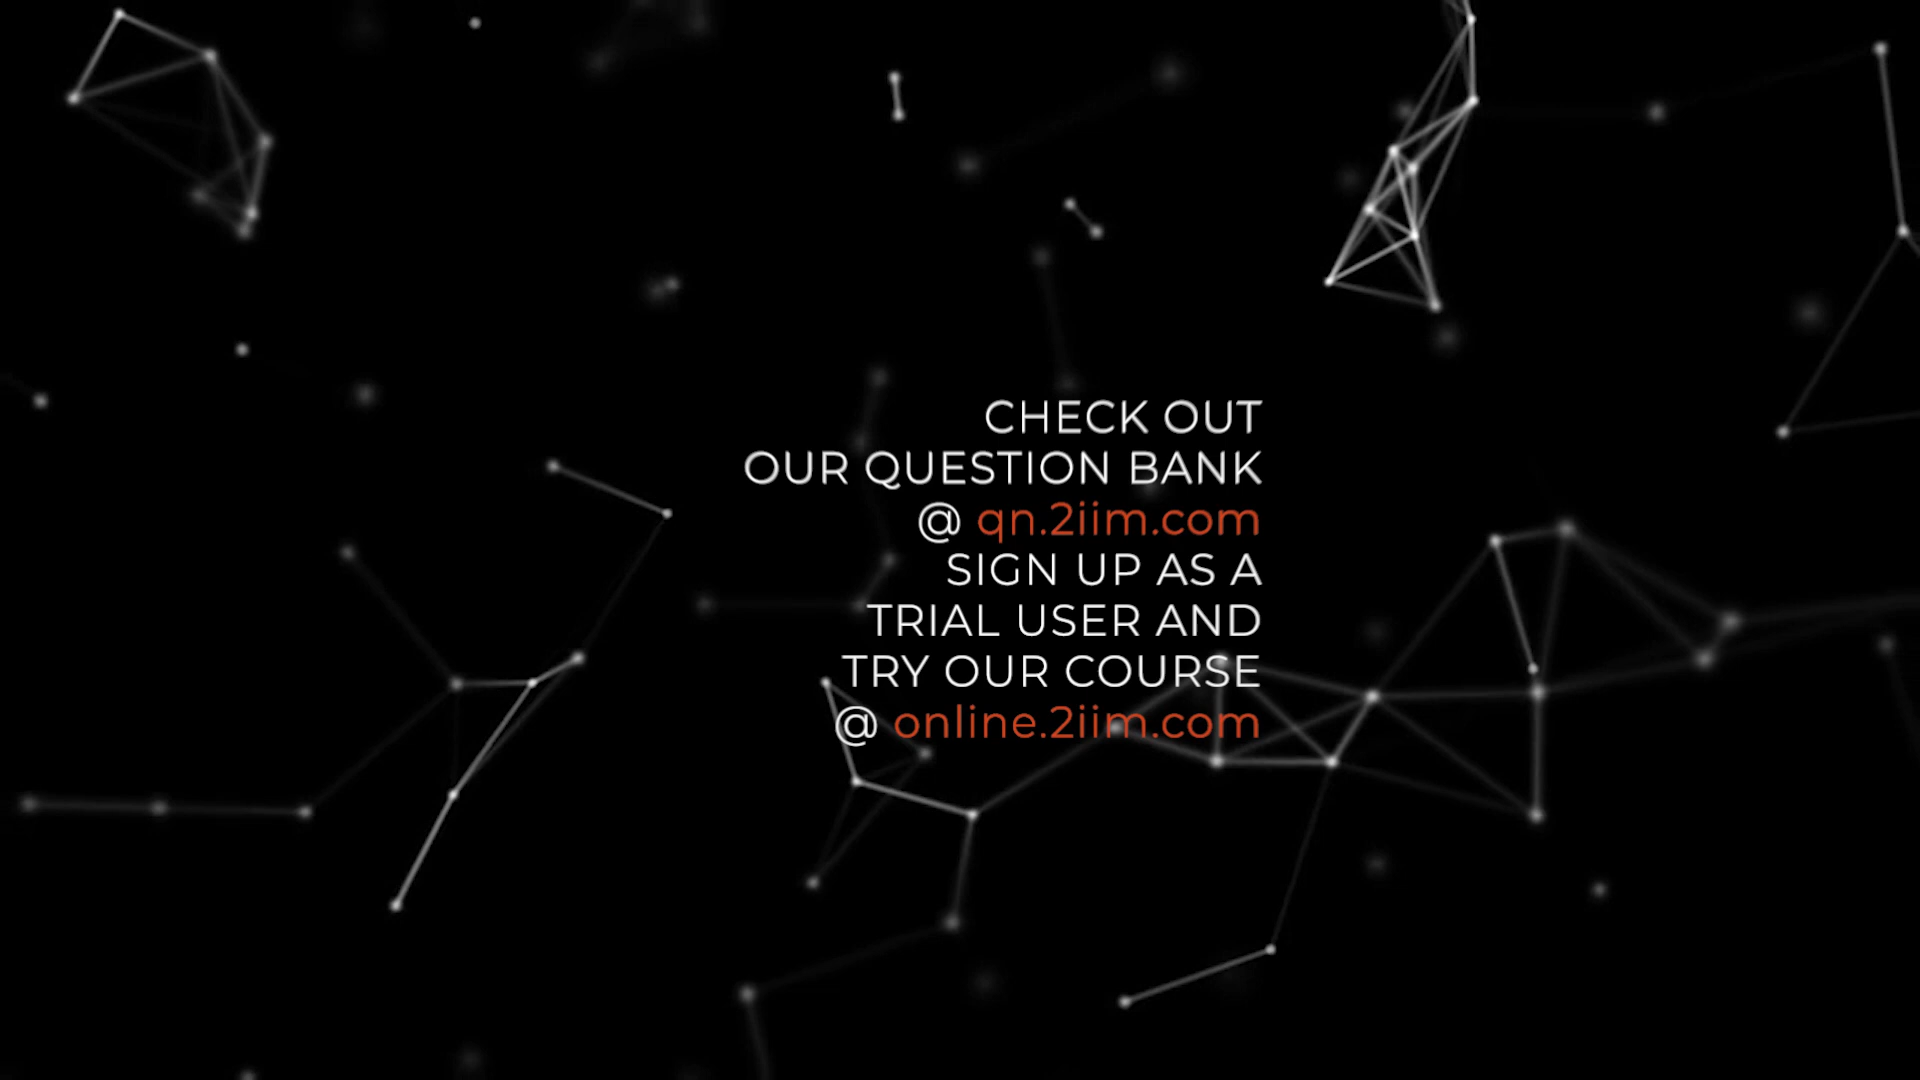 CHECK OUT
OUR QUESTION BANK
@ qn.2iim.com
SIGN UP AS A
TRIAL USER AND
TRY OUR COURSE
@ online.2iim.com